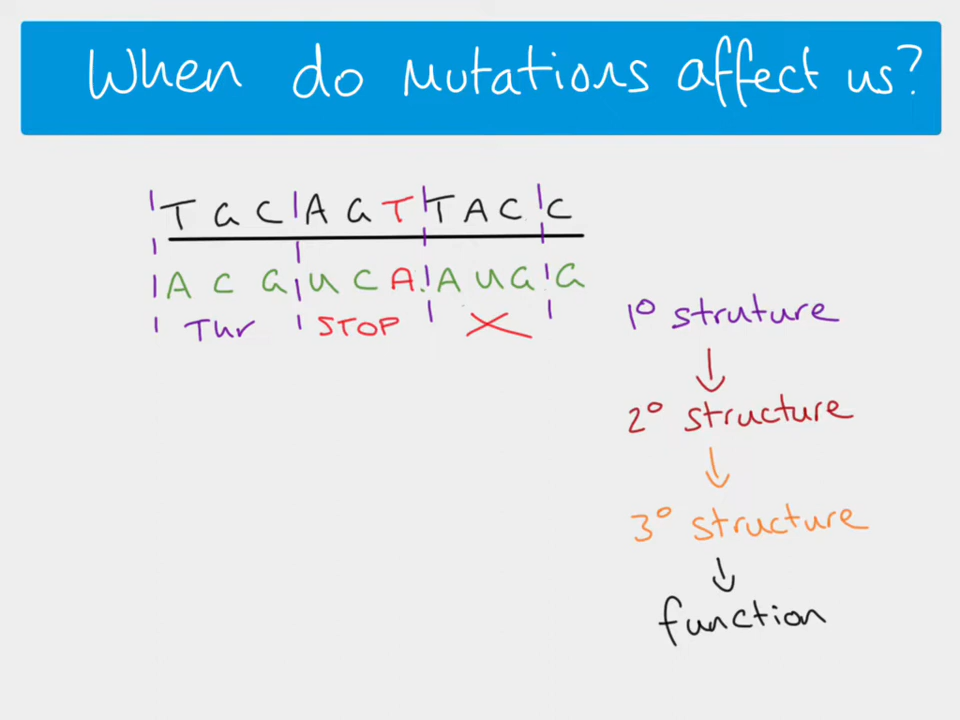 When do Mutations affect us?
T G C A G T T A C C
A C G U C A A U G G
Thr STOP X
1° struture
2° structure
3° structure
function